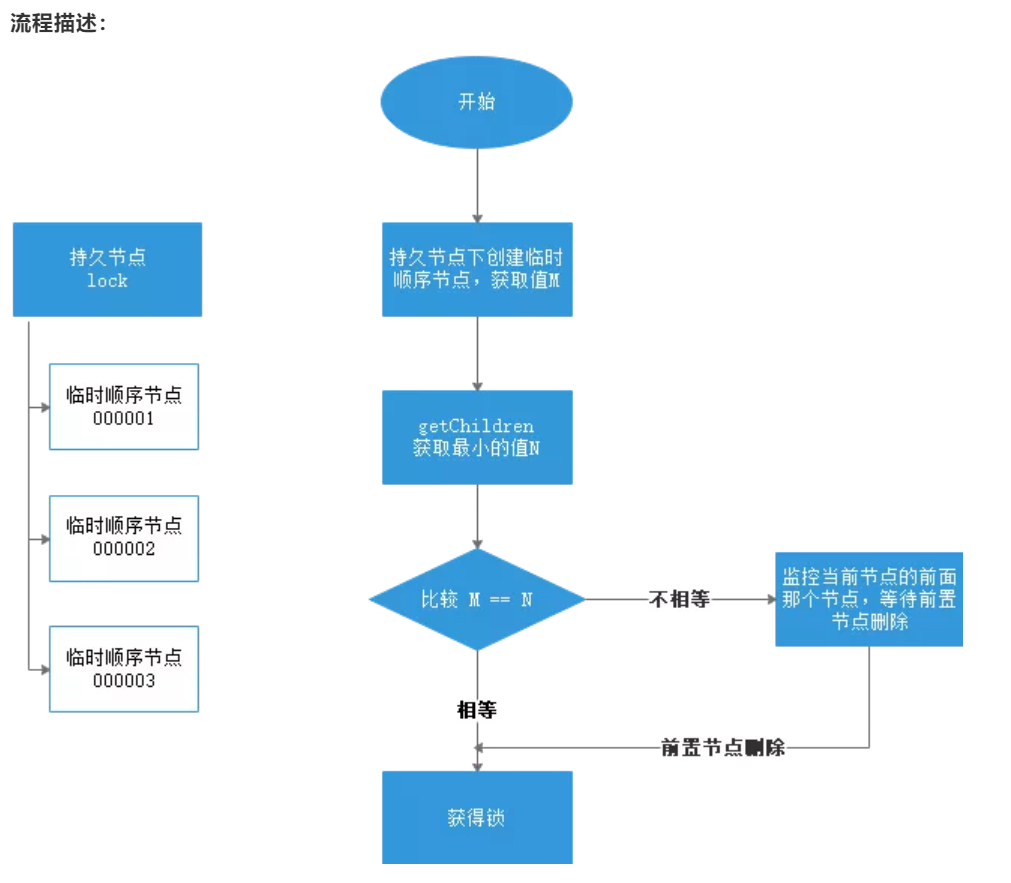 流程描述：
开始
持久节点
lock
临时顺序节点
000001
临时顺序节点
000002
临时顺序节点
000003
持久节点下创建临时
顺序节点，获取值M
getChildren
获取最小的值N
比较 M == N
不相等
监控当前节点的前面
那个节点，等待前置
节点删除
相等
前置节点删除
获得锁